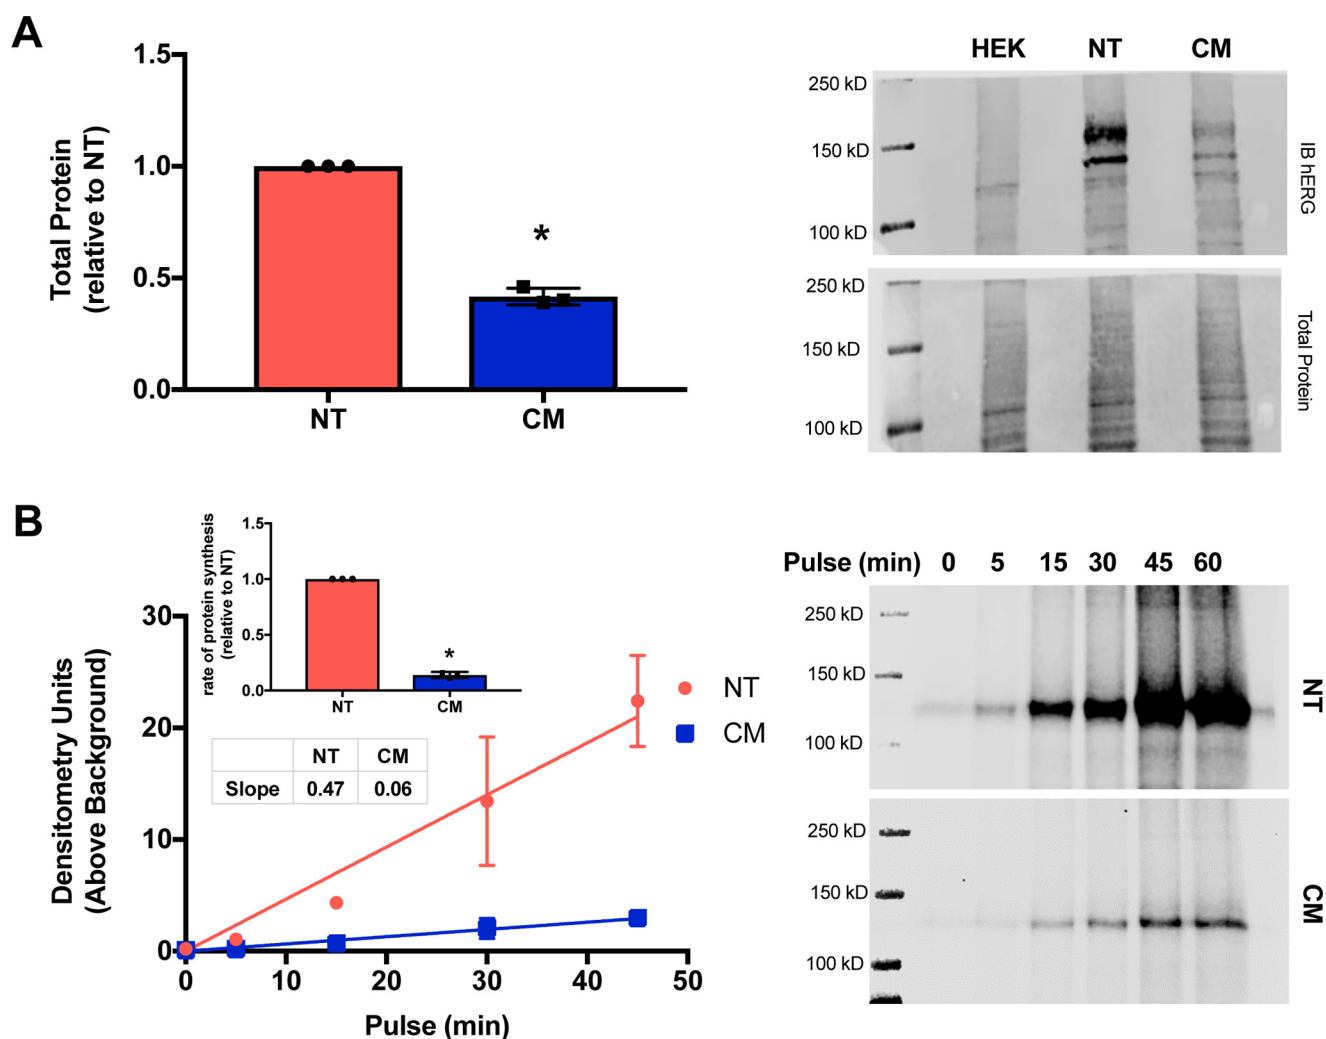 A
Total Protein
(relative to NT)
1.5
1.0
0.5
0.0
*
NT CM
HEK NT CM
250 kD
150 kD
100 kD
IB hERG
250 kD
150 kD
100 kD
Total Protein
B
rate of protein synthesis
(relative to NT)
1.5
1.0
0.5
0.0
*
NT CM
Densitometry Units
(Above Background)
30
20
10
0
NT CM
Slope 0.47 0.06
NT
CM
0 10 20 30 40 50
Pulse (min)
Pulse (min) 0 5 15 30 45 60
250 kD
150 kD
100 kD
NT
250 kD
150 kD
100 kD
CM